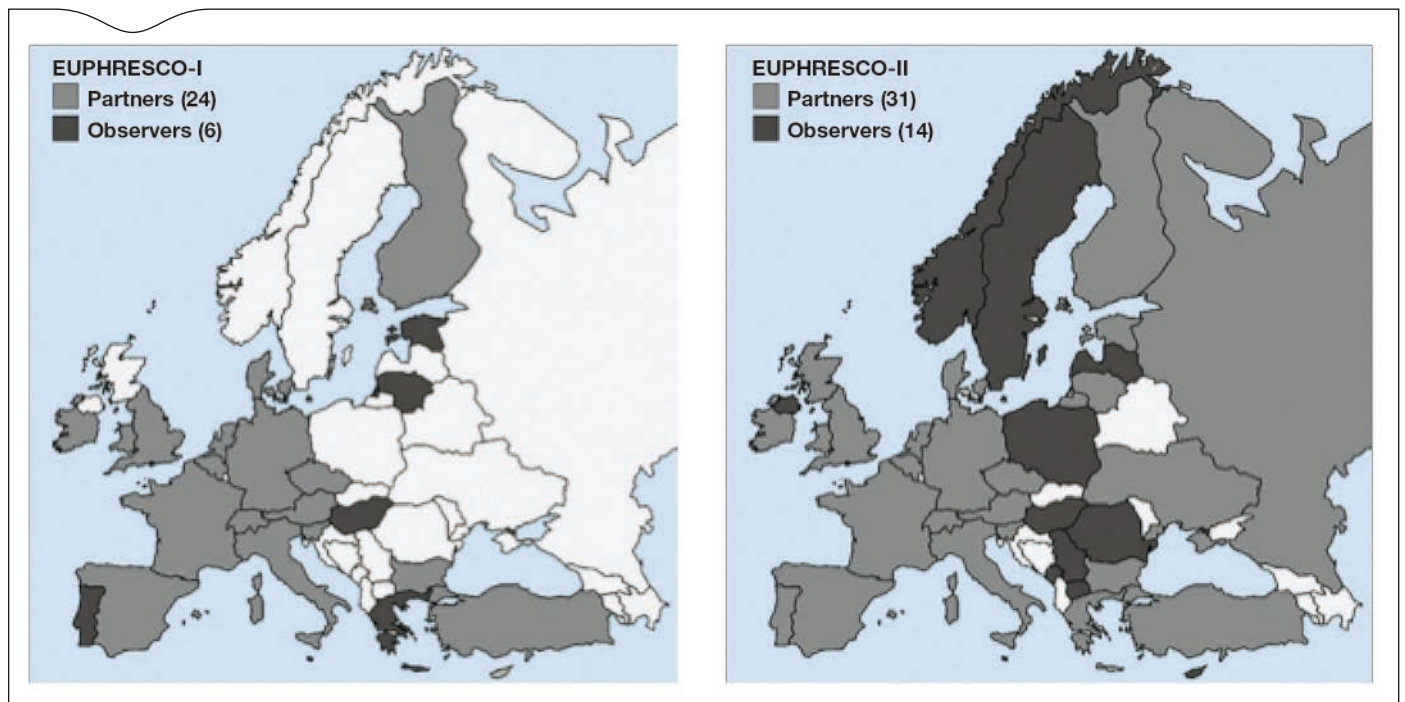 EUPHRESCO-I
Partners (24)
Observers (6)
EUPHRESCO-II
Partners (31)
Observers (14)